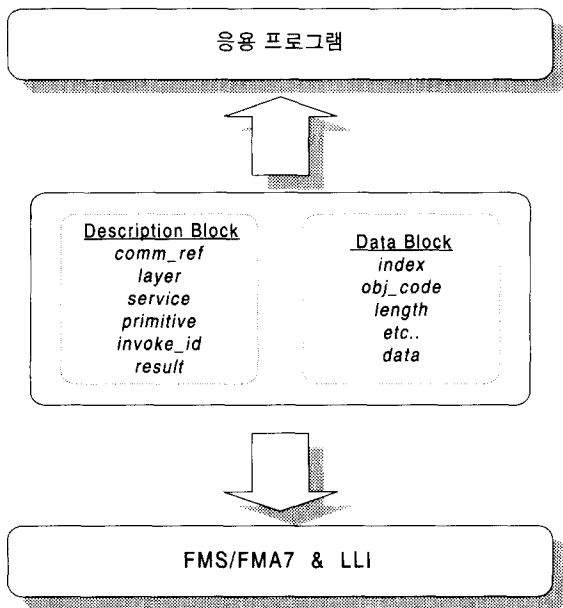 응용 프로그램
Description Block
comm_ref
layer
service
primitive
invoke_id
result
Data Block
index
obj_code
length
etc..
data
FMS/FMA7 & LLI